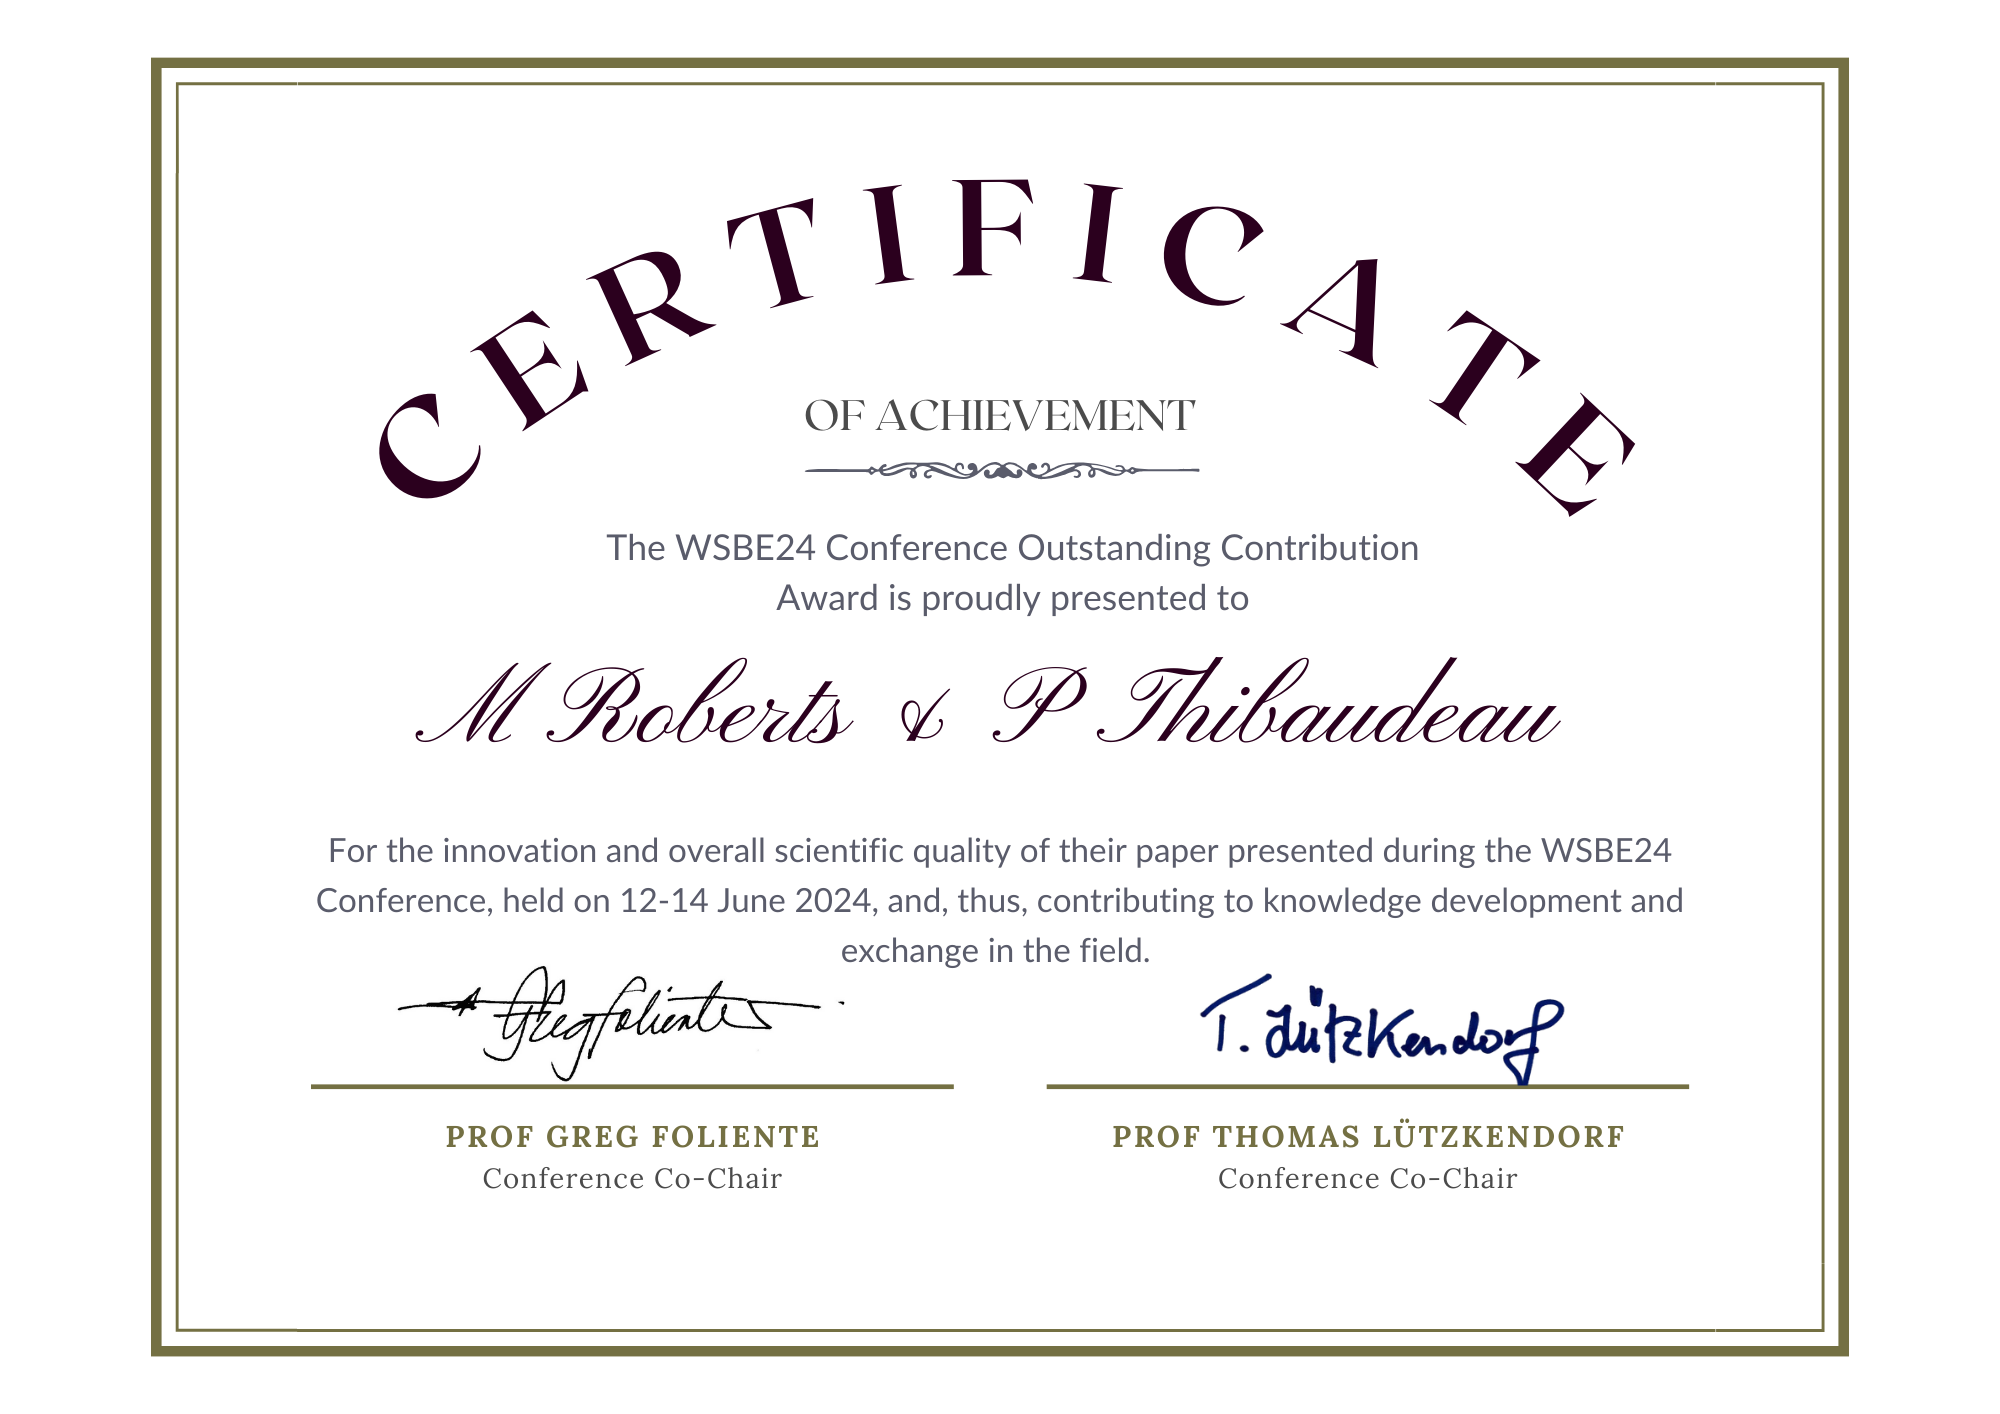 CERTIFICATE
OF ACHIEVEMENT
The WSBE24 Conference Outstanding Contribution
Award is proudly presented to
M Roberts & P Thibaudeau
For the innovation and overall scientific quality of their paper presented during the WSBE24
Conference, held on 12-14 June 2024, and, thus, contributing to knowledge development and
exchange in the field.
Greg Foliente
T. Lützkendorf
PROF GREG FOLIENTE
Conference Co-Chair
PROF THOMAS LÜTZKENDORF
Conference Co-Chair